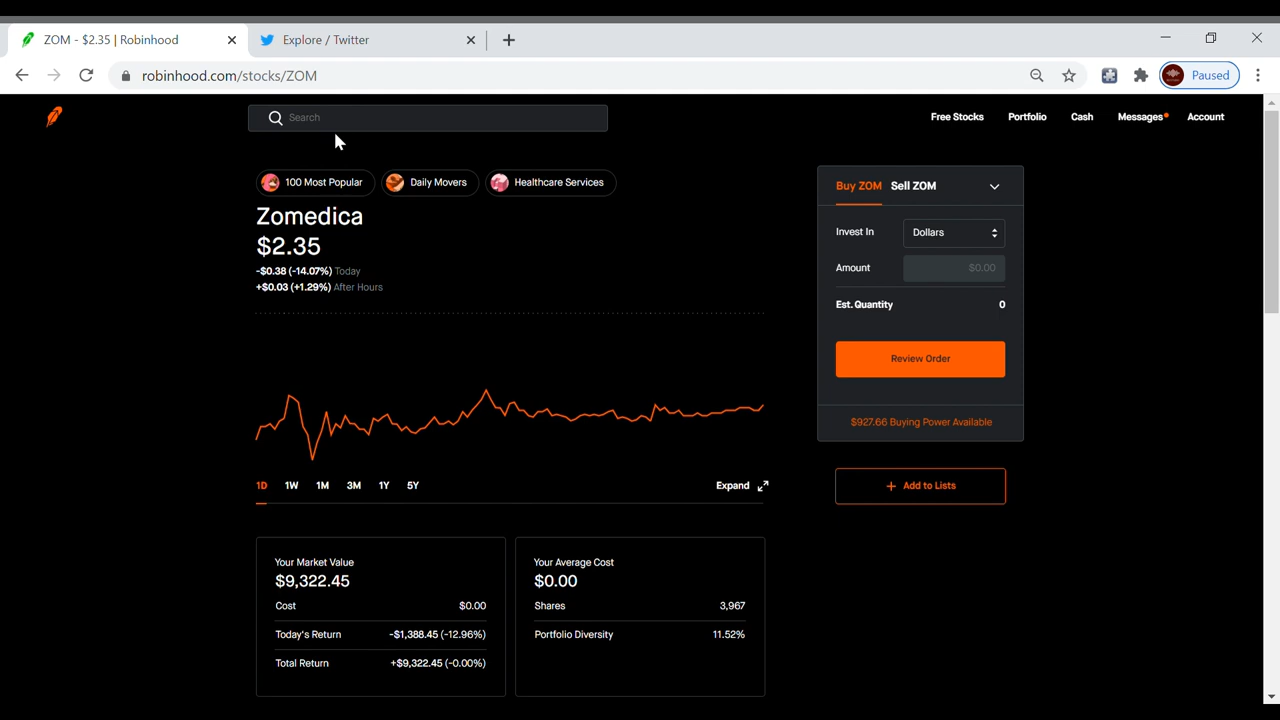 ZOM - $2.35 | Robinhood
Explore / Twitter
robinhood.com/stocks/ZOM
Paused
Search
Free Stocks
Portfolio
Cash
Messages
Account
100 Most Popular
Daily Movers
Healthcare Services
Zomedica
$2.35
-$0.38 (-14.07%) Today
+$0.03 (+1.29%) After Hours
Buy ZOM
Sell ZOM
Invest In
Dollars
Amount
$0.00
Est. Quantity
0
Review Order
$927.66 Buying Power Available
Add to Lists
1D
1W
1M
3M
1Y
5Y
Expand
Your Market Value
$9,322.45
Cost
$0.00
Today's Return
-$1,388.45 (-12.96%)
Total Return
+$9,322.45 (-0.00%)
Your Average Cost
$0.00
Shares
3,967
Portfolio Diversity
11.52%